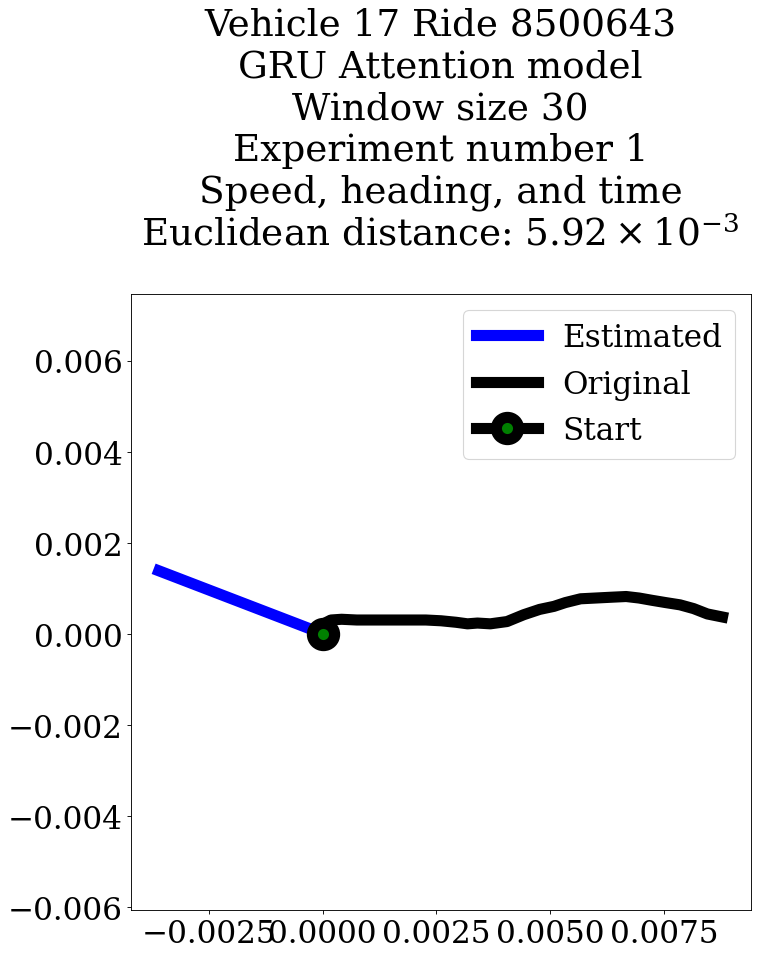 Vehicle 17 Ride 8500643
GRU Attention model
Window size 30
Experiment number 1
Speed, heading, and time
Euclidean distance: 5.92 × 10⁻³
Estimated
Original
Start
0.006
0.004
0.002
0.000
−0.002
−0.004
−0.006
−0.0025 0.0000 0.0025 0.0050 0.0075